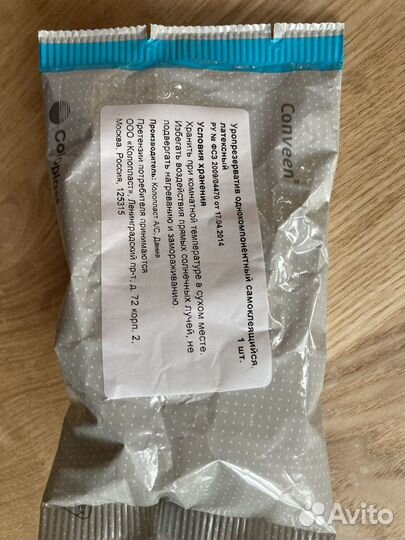 Conveen
Уропрезерватив однокомпонентный самоклеящийся,
латексный 1 шт.
РУ № ФСЗ 2009/04470 от 17.04.2014
Условия хранения
Хранить при комнатной температуре в сухом месте.
Избегать воздействия прямых солнечных лучей, не
подвергать нагреванию и замораживанию.
Производитель: Колопласт А/С, Дания
Претензии потребителя принимаются
ООО «Колопласт», Ленинградский пр-т, д. 72 корп. 2,
Москва, Россия, 125315
Avito